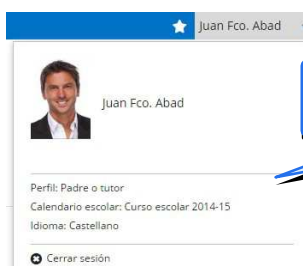 Juan Fco. Abad
Juan Fco. Abad
Perfil: Padre o tutor
Calendario escolar: Curso escolar 2014-15
Idioma: Castellano
Cerrar sesión